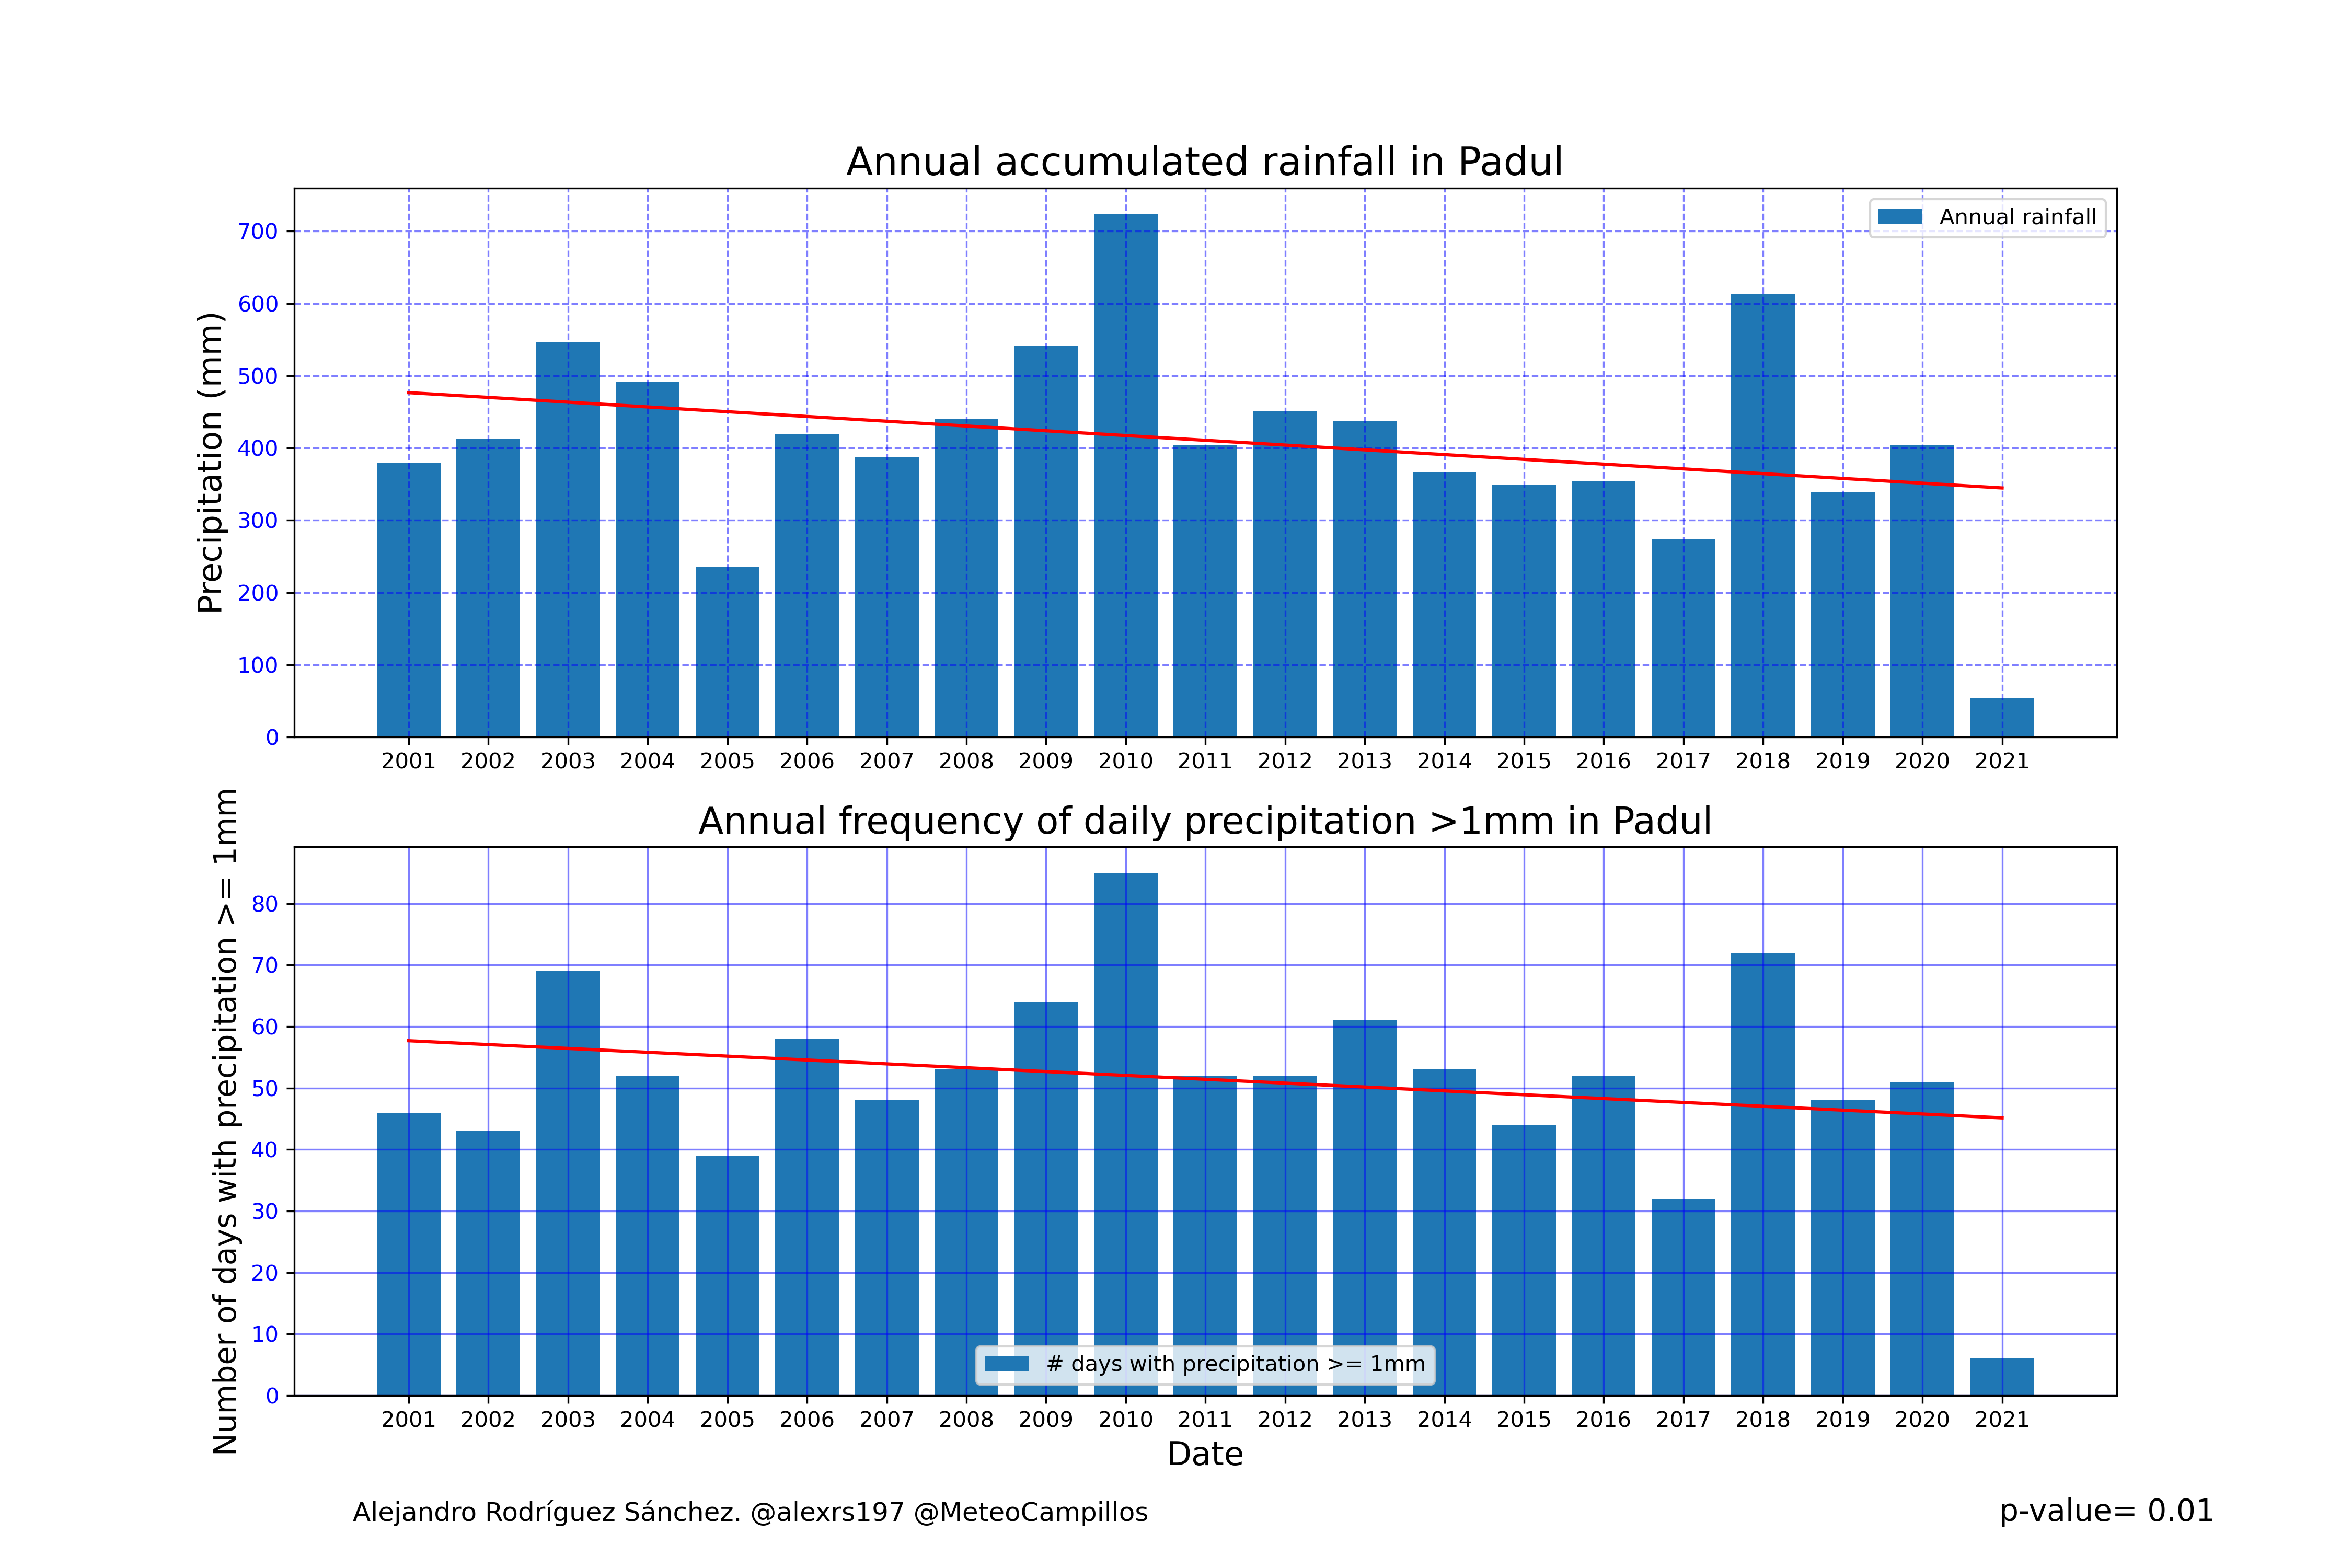 Annual accumulated rainfall in Padul
Annual rainfall
Precipitation (mm)
700
600
500
400
300
200
100
0
2001 2002 2003 2004 2005 2006 2007 2008 2009 2010 2011 2012 2013 2014 2015 2016 2017 2018 2019 2020 2021
Annual frequency of daily precipitation >1mm in Padul
Number of days with precipitation >= 1mm
80
70
60
50
40
30
20
10
0
# days with precipitation >= 1mm
2001 2002 2003 2004 2005 2006 2007 2008 2009 2010 2011 2012 2013 2014 2015 2016 2017 2018 2019 2020 2021
Date
Alejandro Rodríguez Sánchez. @alexrs197 @MeteoCampillos
p-value= 0.01